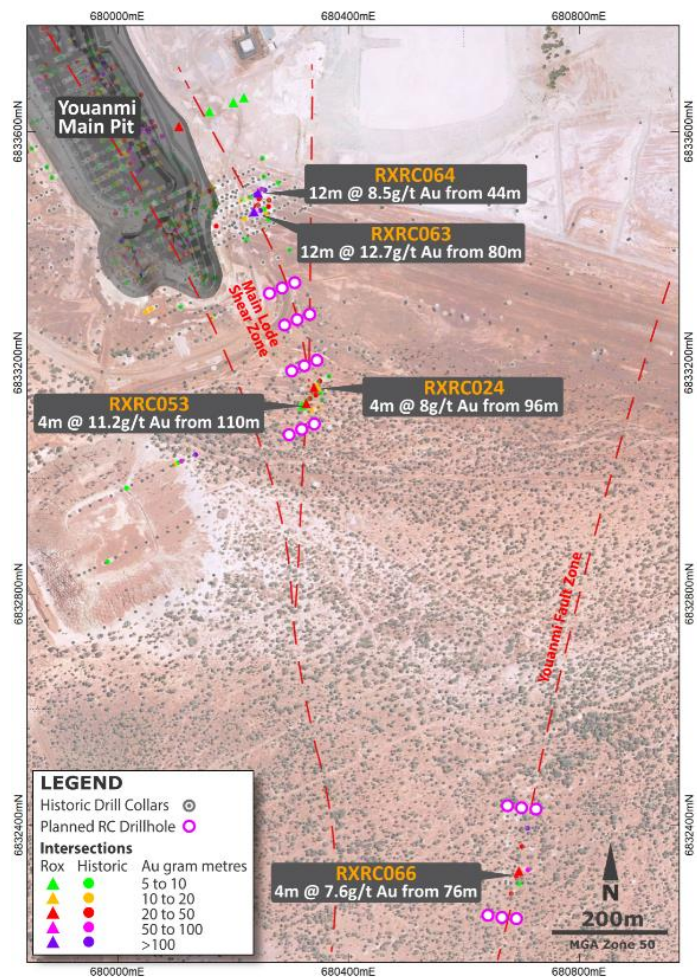 680000mE
680400mE
680800mE
6833600mN
6833600mN
Youanmi
Main Pit
RXRC064
12m @ 8.5g/t Au from 44m
RXRC063
12m @ 12.7g/t Au from 80m
Main Lode
Shear Zone
6833200mN
6833200mN
RXRC053
4m @ 11.2g/t Au from 110m
RXRC024
4m @ 8g/t Au from 96m
6832800mN
6832800mN
Youanmi Fault Zone
6832400mN
6832400mN
RXRC066
4m @ 7.6g/t Au from 76m
LEGEND
Historic Drill Collars
Planned RC Drillhole
Intersections
Rox Historic Au gram metres
5 to 10
10 to 20
20 to 50
50 to 100
>100
N
200m
MGA Zone 50
680000mE
680400mE
680800mE